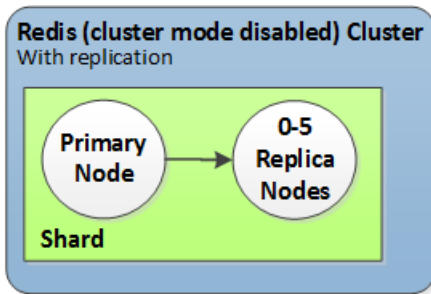 Redis (cluster mode disabled) Cluster
With replication
Primary
Node
0-5
Replica
Nodes
Shard